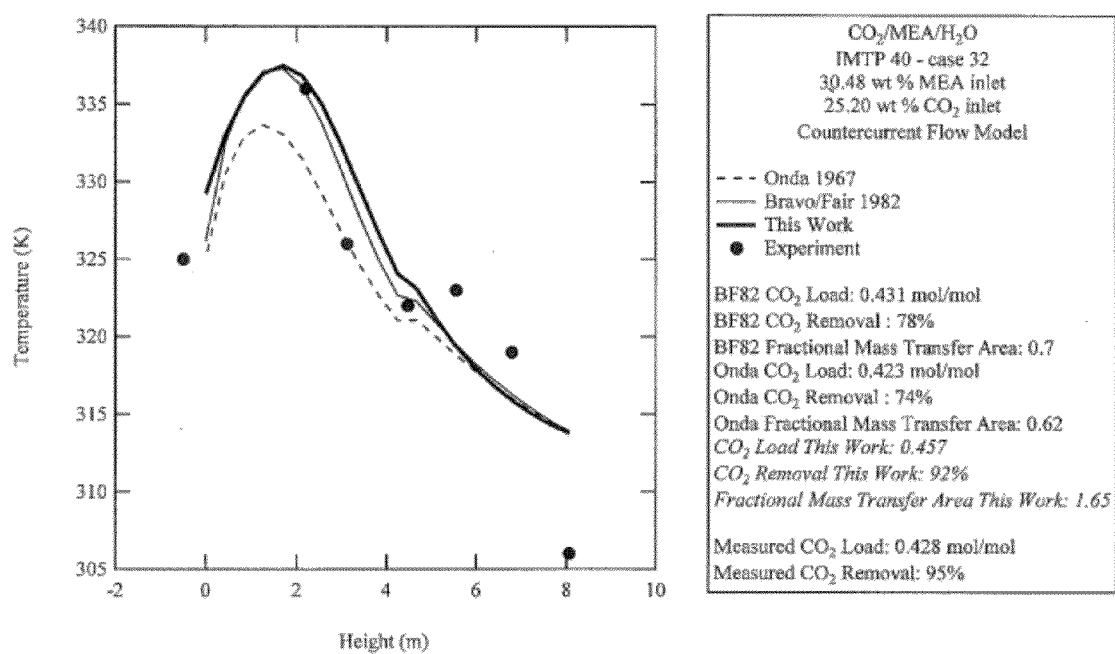 340
335
330
325
320
315
310
305
Temperature (K)
-2
0
2
4
6
8
10
Height (m)
CO2/MEA/H2O
IMTP 40 - case 32
30.48 wt % MEA inlet
25.20 wt % CO2 inlet
Countercurrent Flow Model
Onda 1967
Bravo/Fair 1982
This Work
Experiment
BF82 CO2 Load: 0.431 mol/mol
BF82 CO2 Removal : 78%
BF82 Fractional Mass Transfer Area: 0.7
Onda CO2 Load: 0.423 mol/mol
Onda CO2 Removal : 74%
Onda Fractional Mass Transfer Area: 0.62
CO2 Load This Work: 0.457
CO2 Removal This Work: 92%
Fractional Mass Transfer Area This Work: 1.65
Measured CO2 Load: 0.428 mol/mol
Measured CO2 Removal: 95%